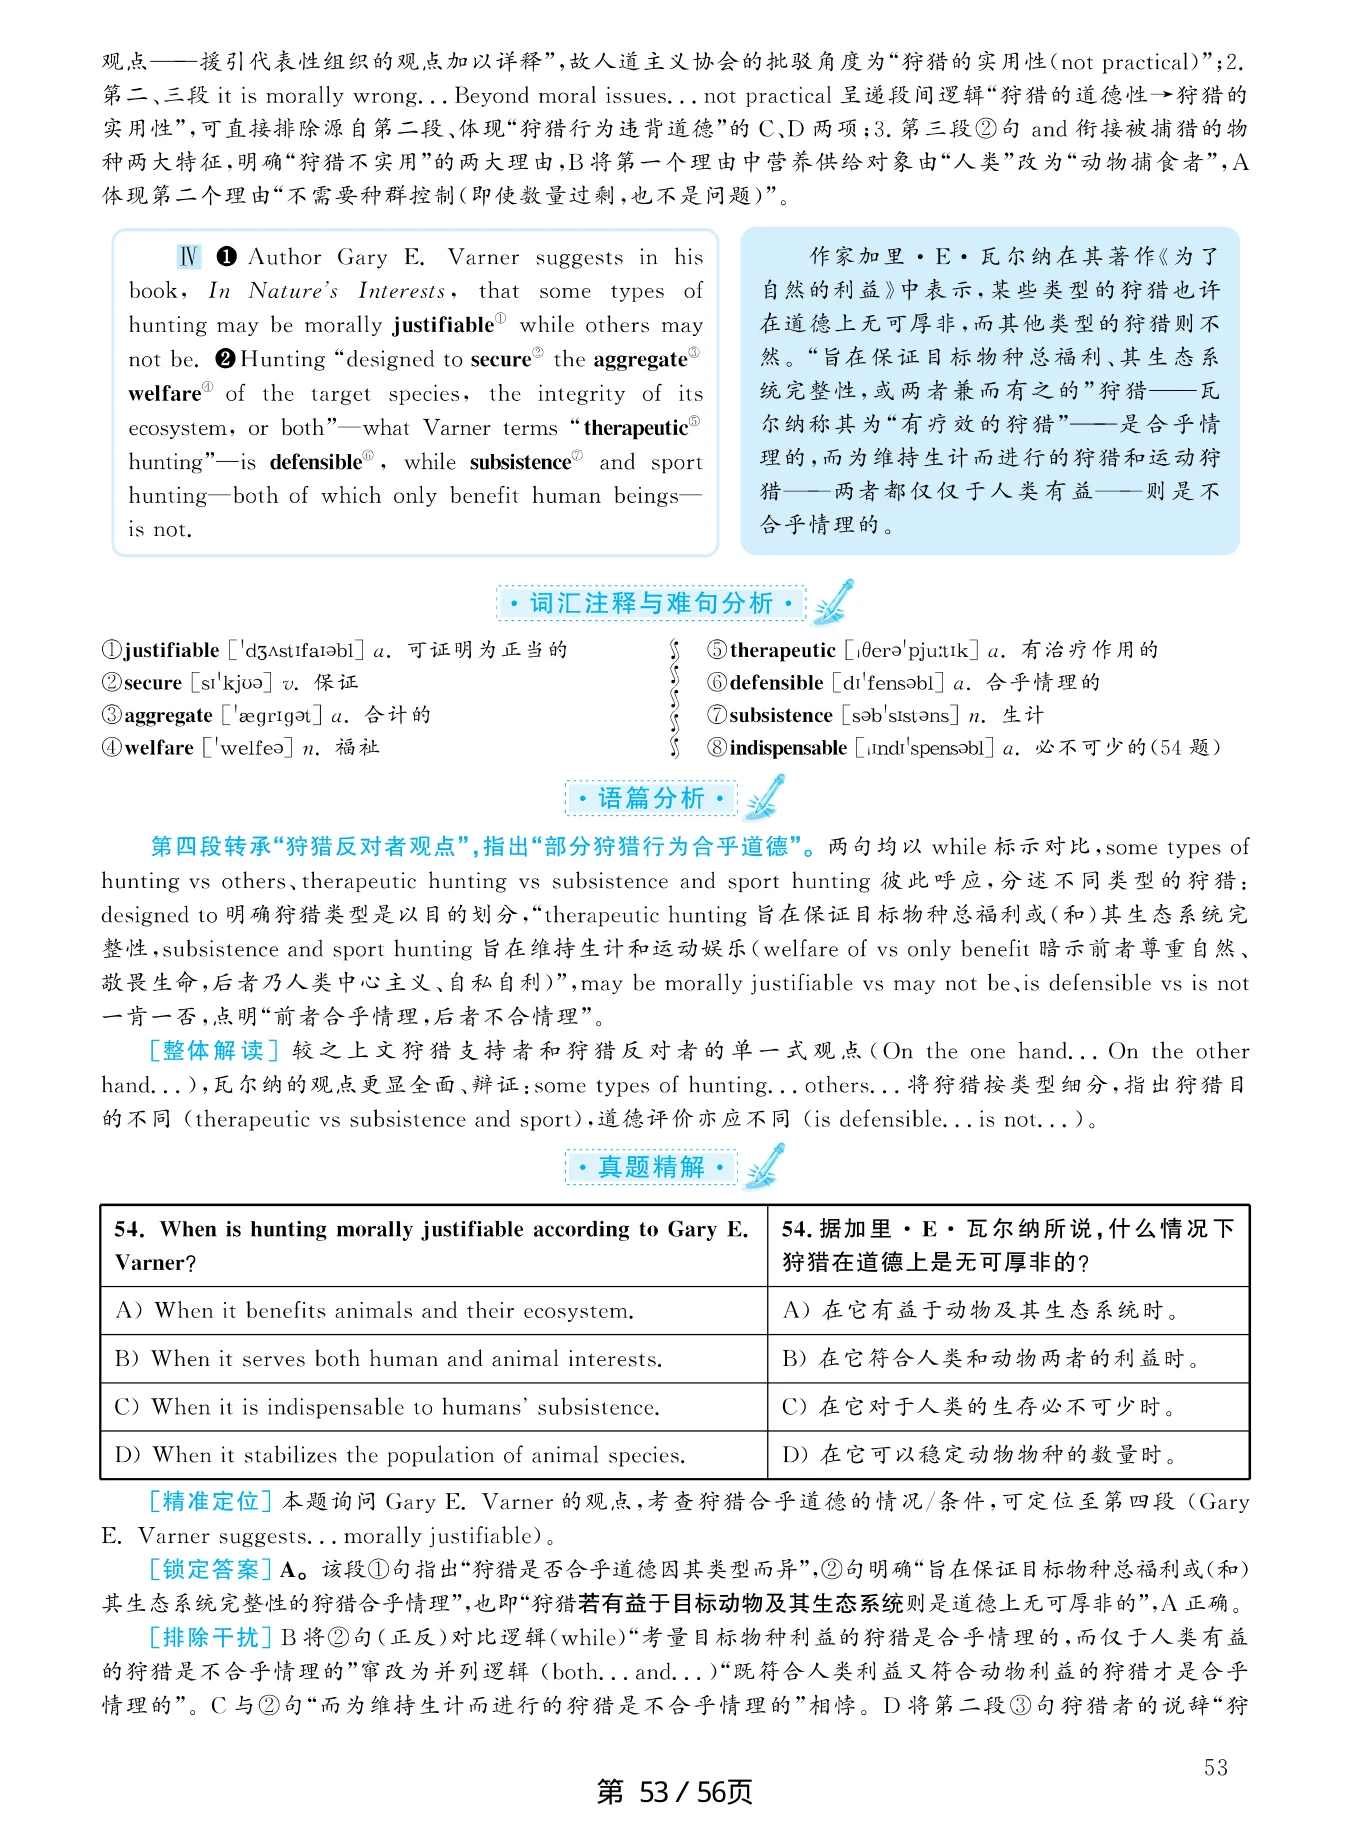 观点——援引代表性组织的观点加以详释”,故人道主义协会的批驳角度为“狩猎的实用性(not practical)”;2.
第二、三段 it is morally wrong...Beyond moral issues...not practical 呈递段间逻辑“狩猎的道德性→狩猎的
实用性”,可直接排除源自第二段、体现“狩猎行为违背道德”的 C、D 两项;3. 第三段②句 and 衔接被捕猎的物
种两大特征,明确“狩猎不实用”的两大理由,B 将第一个理由中营养供给对象由“人类”改为“动物捕食者”,A
体现第二个理由“不需要种群控制(即使数量过剩,也不是问题)”。
Ⅳ ❶ Author Gary E. Varner suggests in his
book, In Nature's Interests, that some types of
hunting may be morally justifiable① while others may
not be. ❷Hunting “designed to secure② the aggregate③
welfare④ of the target species, the integrity of its
ecosystem, or both”—what Varner terms “therapeutic⑤
hunting”—is defensible⑥, while subsistence⑦ and sport
hunting—both of which only benefit human beings—
is not.
作家加里·E·瓦尔纳在其著作《为了
自然的利益》中表示,某些类型的狩猎也许
在道德上无可厚非,而其他类型的狩猎则不
然。“旨在保证目标物种总福利、其生态系
统完整性,或两者兼而有之的”狩猎——瓦
尔纳称其为“有疗效的狩猎”——是合乎情
理的,而为维持生计而进行的狩猎和运动狩
猎——两者都仅仅于人类有益——则是不
合乎情理的。
·词汇注释与难句分析·
①justifiable [ˈdʒʌstɪfaɪəbl] a. 可证明为正当的
②secure [sɪˈkjʊə] v. 保证
③aggregate [ˈæɡrɪɡət] a. 合计的
④welfare [ˈwelfeə] n. 福祉
⑤therapeutic [ˌθerəˈpjuːtɪk] a. 有治疗作用的
⑥defensible [dɪˈfensəbl] a. 合乎情理的
⑦subsistence [səbˈsɪstəns] n. 生计
⑧indispensable [ˌɪndɪˈspensəbl] a. 必不可少的(54 题)
·语篇分析·
第四段转承“狩猎反对者观点”,指出“部分狩猎行为合乎道德”。两句均以 while 标示对比,some types of
hunting vs others、therapeutic hunting vs subsistence and sport hunting 彼此呼应,分述不同类型的狩猎:
designed to 明确狩猎类型是以目的划分,“therapeutic hunting 旨在保证目标物种总福利或(和)其生态系统完
整性,subsistence and sport hunting 旨在维持生计和运动娱乐(welfare of vs only benefit 暗示前者尊重自然、
敬畏生命,后者乃人类中心主义、自私自利)”,may be morally justifiable vs may not be、is defensible vs is not
一肯一否,点明“前者合乎情理,后者不合情理”。
[整体解读] 较之上文狩猎支持者和狩猎反对者的单一式观点(On the one hand...On the other
hand...),瓦尔纳的观点更显全面、辩证:some types of hunting...others...将狩猎按类型细分,指出狩猎目
的不同 (therapeutic vs subsistence and sport),道德评价亦应不同 (is defensible...is not...)。
·真题精解·
54. When is hunting morally justifiable according to Gary E.
Varner?
54. 据加里·E·瓦尔纳所说,什么情况下
狩猎在道德上是无可厚非的?
A) When it benefits animals and their ecosystem.
A) 在它有益于动物及其生态系统时。
B) When it serves both human and animal interests.
B) 在它符合人类和动物两者的利益时。
C) When it is indispensable to humans' subsistence.
C) 在它对于人类的生存必不可少时。
D) When it stabilizes the population of animal species.
D) 在它可以稳定动物物种的数量时。
[精准定位] 本题询问 Gary E. Varner 的观点,考查狩猎合乎道德的情况/条件,可定位至第四段 (Gary
E. Varner suggests...morally justifiable)。
[锁定答案] A。该段①句指出“狩猎是否合乎道德因其类型而异”,②句明确“旨在保证目标物种总福利或(和)
其生态系统完整性的狩猎合乎情理”,也即“狩猎若有益于目标动物及其生态系统则是道德上无可厚非的”,A 正确。
[排除干扰] B 将②句(正反)对比逻辑(while)“考量目标物种利益的狩猎是合乎情理的,而仅于人类有益
的狩猎是不合乎情理的”窜改为并列逻辑 (both...and...)“既符合人类利益又符合动物利益的狩猎才是合乎
情理的”。C 与②句“而为维持生计而进行的狩猎是不合乎情理的”相悖。D 将第二段③句狩猎者的说辞“狩
53
第 53 / 56页